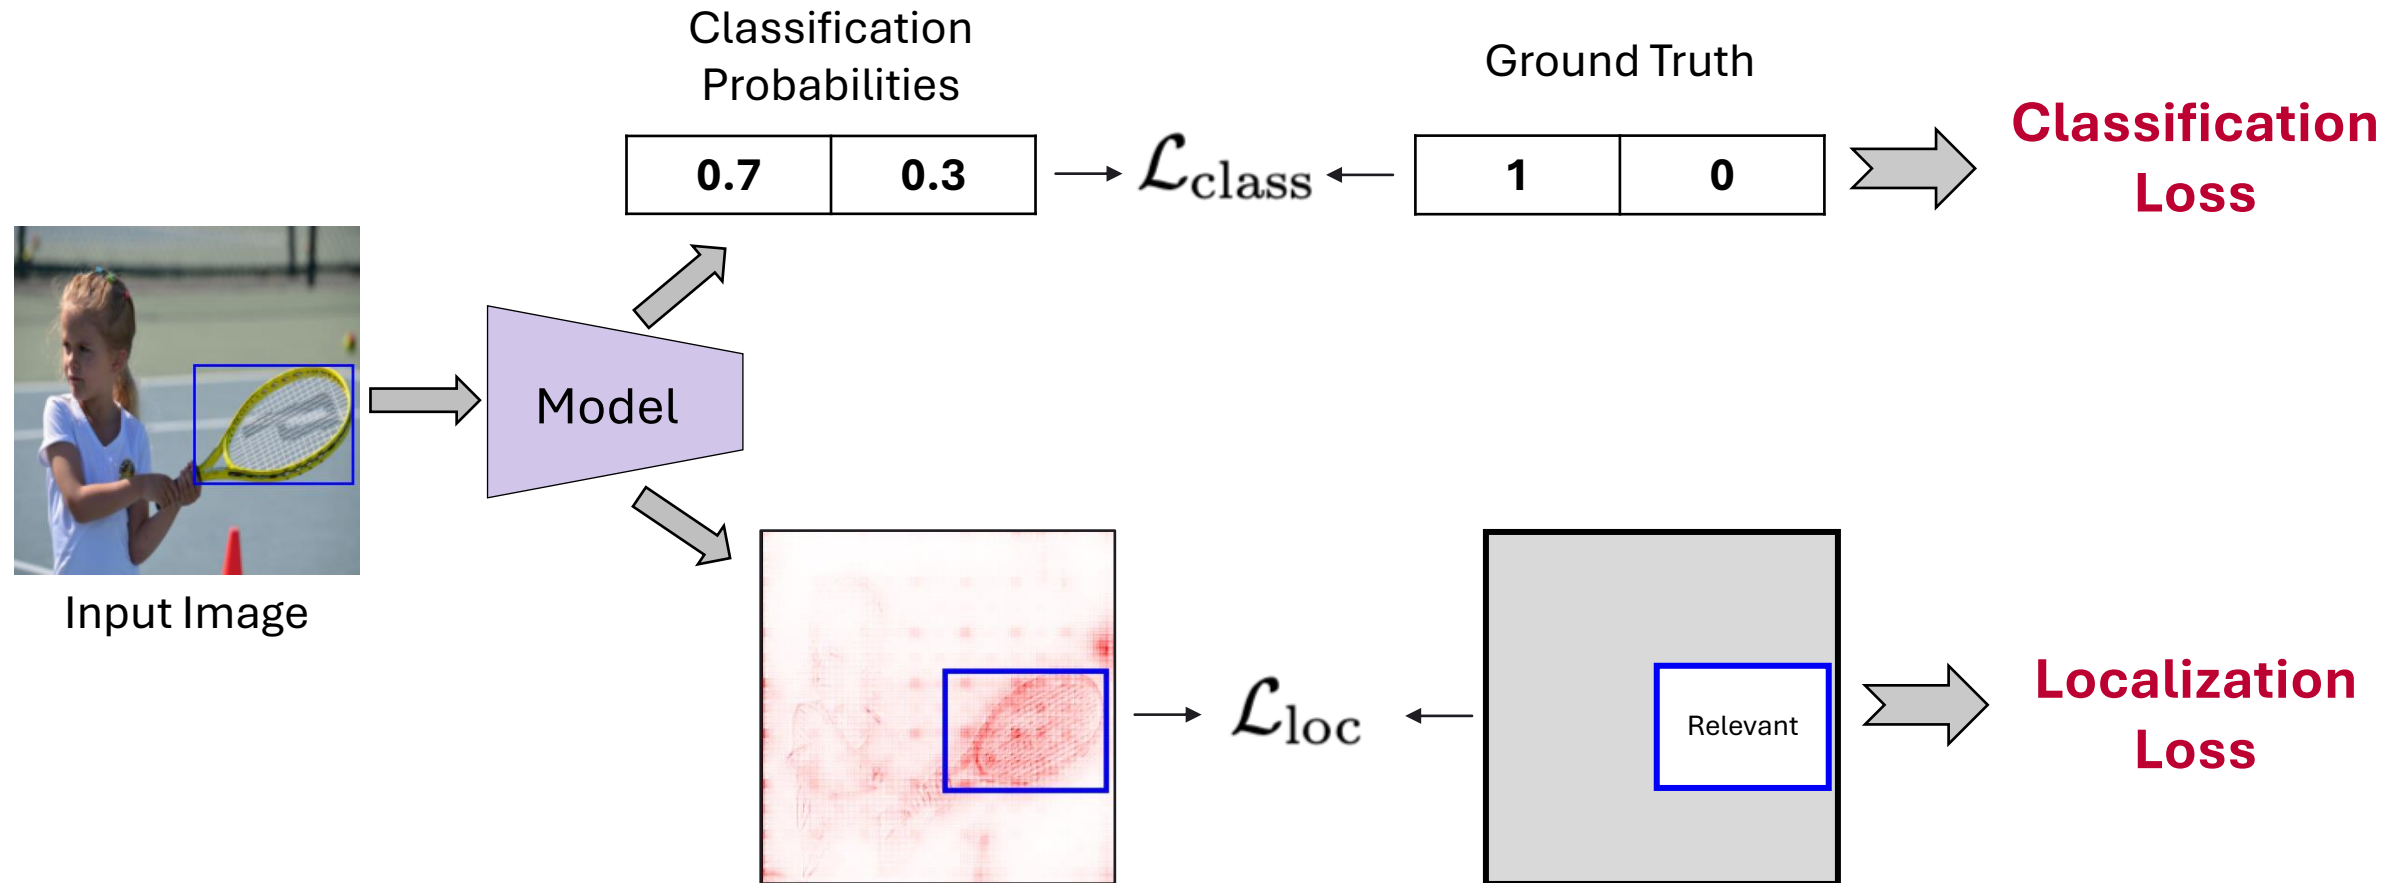 Classification
Probabilities
Ground Truth
0.7 0.3
ℒclass
1 0
Classification
Loss
Model
Input Image
ℒloc
Relevant
Localization
Loss